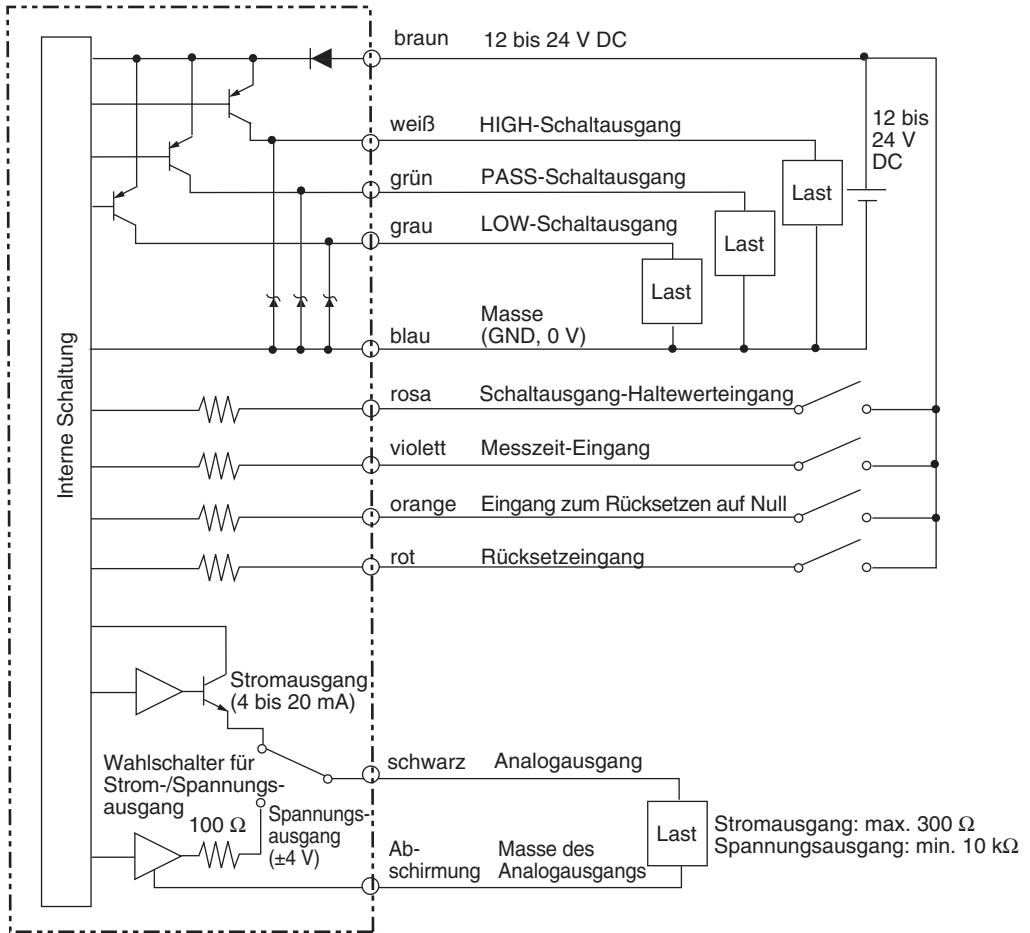 braun 12 bis 24 V DC
weiß HIGH-Schaltausgang
12 bis
24 V
DC
Last
grün PASS-Schaltausgang
Last
grau LOW-Schaltausgang
Last
Masse
(GND, 0 V)
blau
Interne Schaltung
rosa Schaltausgang-Haltewerteingang
violett Messzeit-Eingang
orange Eingang zum Rücksetzen auf Null
rot Rücksetzeingang
Stromausgang
(4 bis 20 mA)
Wahlschalter für
Strom-/Spannungs-
ausgang
schwarz Analogausgang
100 Ω
Spannungs-
ausgang
(±4 V)
Last
Stromausgang: max. 300 Ω
Spannungsausgang: min. 10 kΩ
Ab-
schirmung
Masse des
Analogausgangs